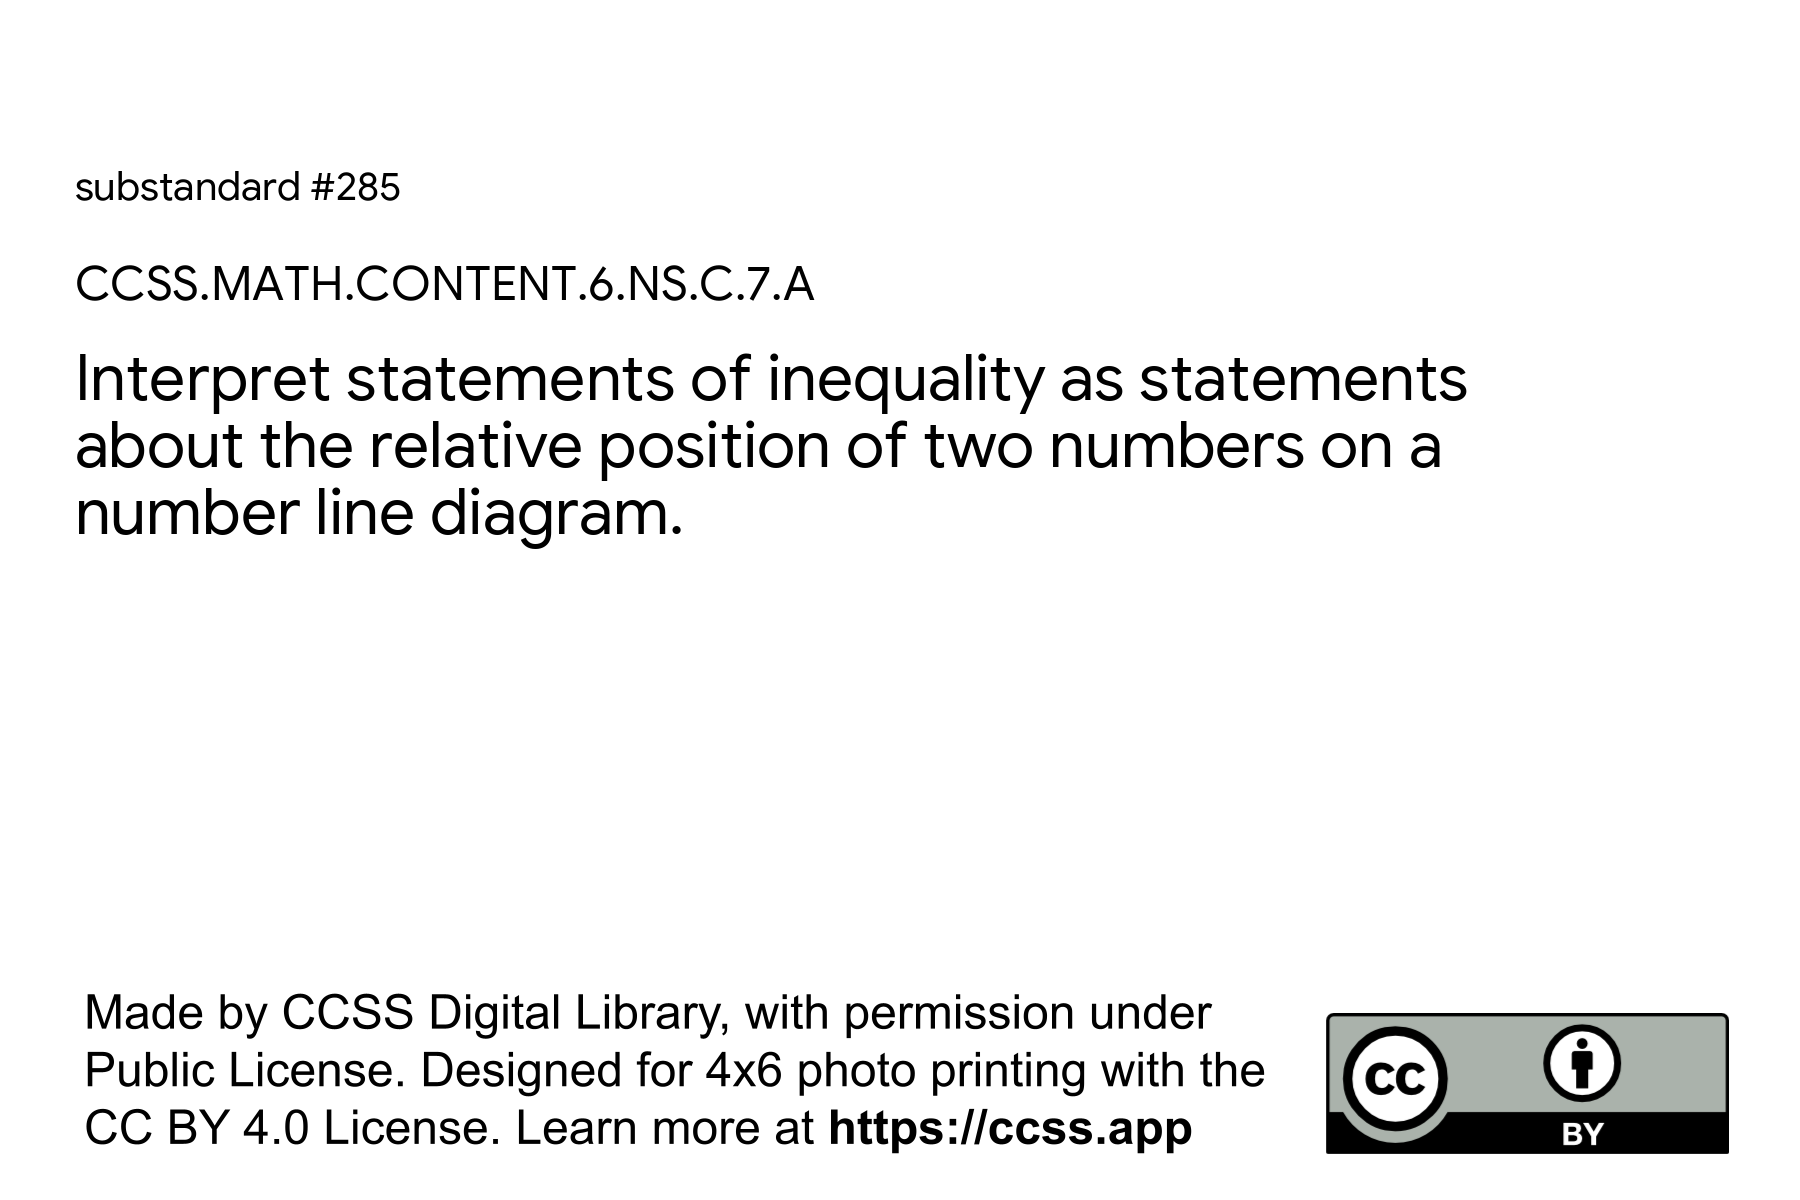 substandard #285
CCSS.MATH.CONTENT.6.NS.C.7.A
Interpret statements of inequality as statements
about the relative position of two numbers on a
number line diagram.
Made by CCSS Digital Library, with permission under
Public License. Designed for 4x6 photo printing with the
CC BY 4.0 License. Learn more at https://ccss.app
CC
BY